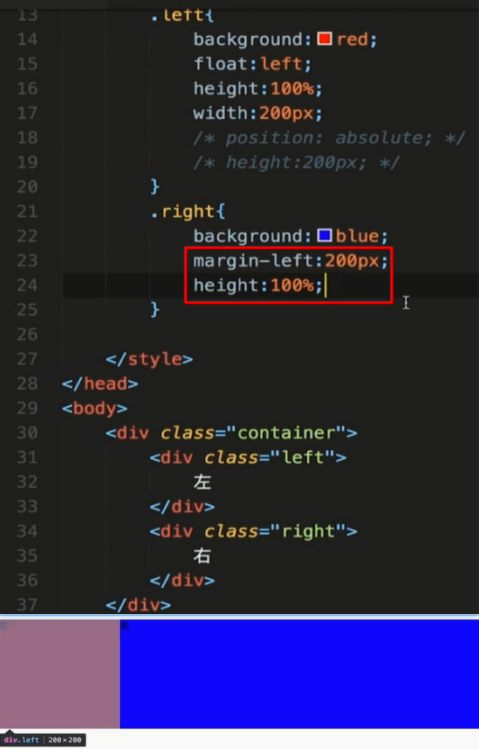 13 .left{
14 background:red;
15 float:left;
16 height:100%;
17 width:200px;
18 /* position: absolute; */
19 /* height:200px; */
20 }
21 .right{
22 background:blue;
23 margin-left:200px;
24 height:100%;
25 }
26
27 </style>
28 </head>
29 <body>
30 <div class="container">
31 <div class="left">
32 左
33 </div>
34 <div class="right">
35 右
36 </div>
37 </div>
左
右
div.left | 200×200